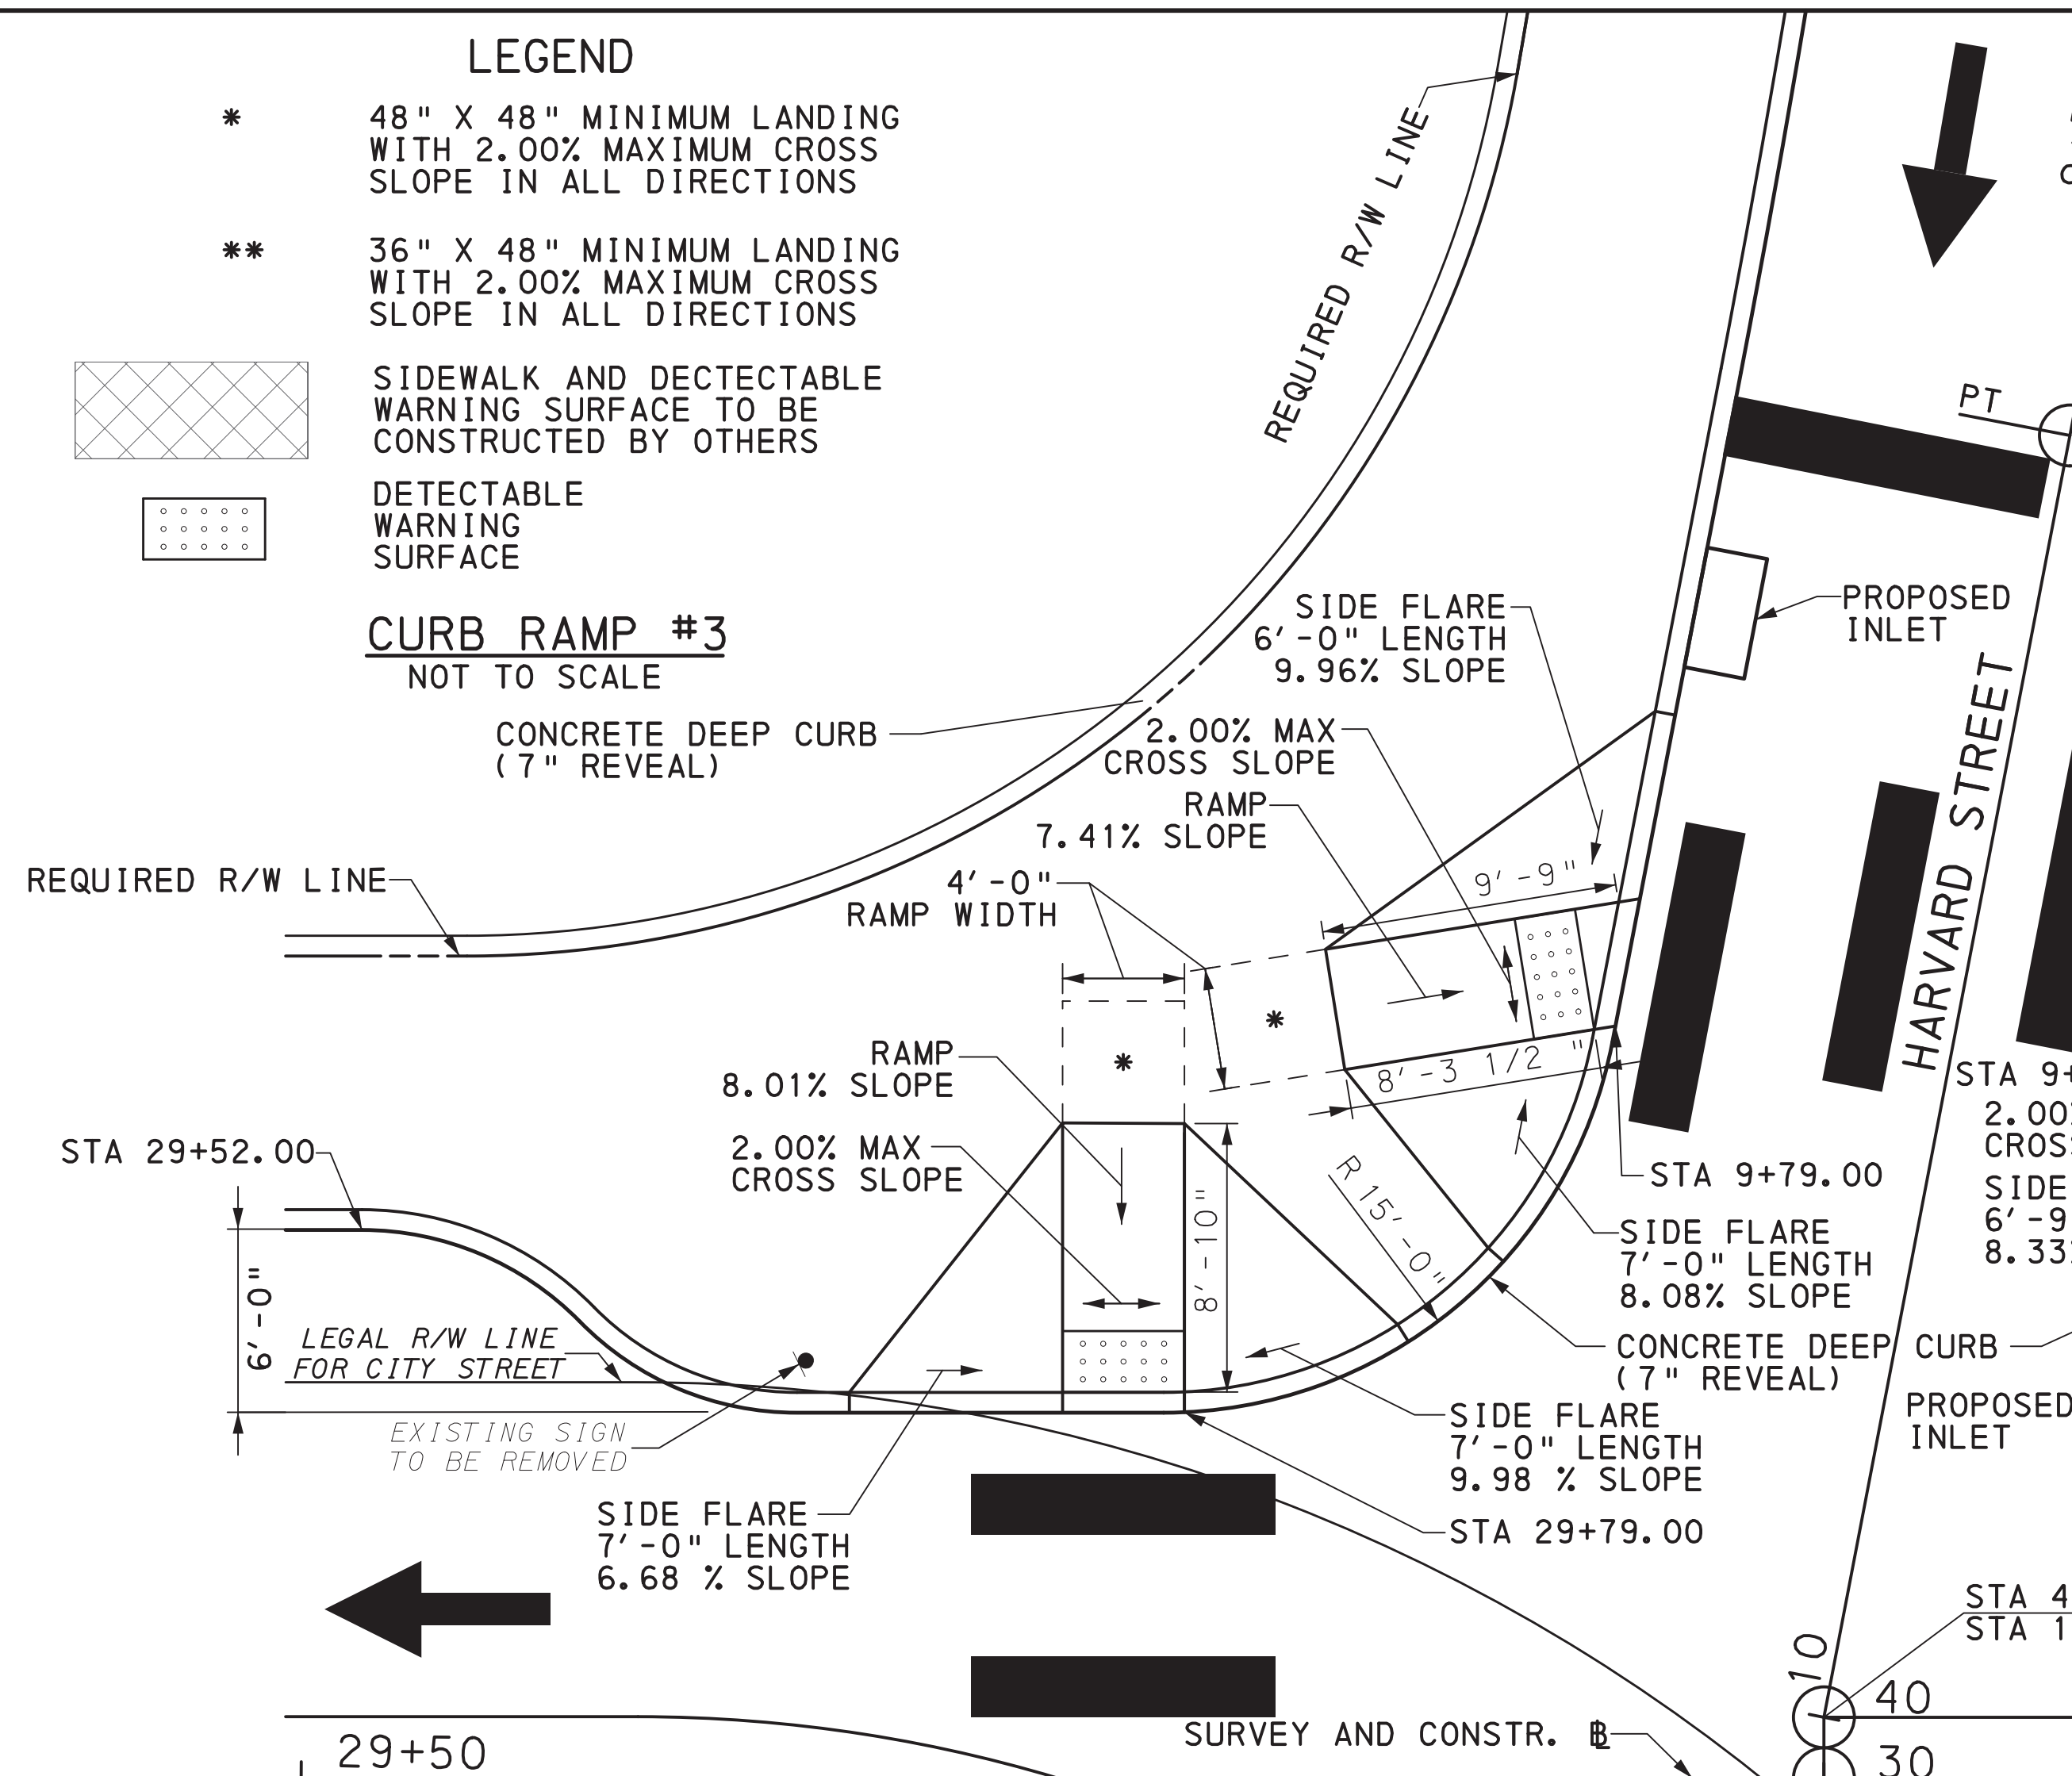 LEGEND
* 48" X 48" MINIMUM LANDING
WITH 2.00% MAXIMUM CROSS
SLOPE IN ALL DIRECTIONS
** 36" X 48" MINIMUM LANDING
WITH 2.00% MAXIMUM CROSS
SLOPE IN ALL DIRECTIONS
SIDEWALK AND DECTECTABLE
WARNING SURFACE TO BE
CONSTRUCTED BY OTHERS
DETECTABLE
WARNING
SURFACE
CURB RAMP #3
NOT TO SCALE
CONCRETE DEEP CURB
(7" REVEAL)
REQUIRED R/W LINE
REQUIRED R/W LINE
PT
PROPOSED
INLET
HARVARD STREET
SIDE FLARE
6'-0" LENGTH
9.96% SLOPE
2.00% MAX
CROSS SLOPE
RAMP
7.41% SLOPE
4'-0"
RAMP WIDTH
9'-9"
*
*
8'-3 1/2 "
RAMP
8.01% SLOPE
2.00% MAX
CROSS SLOPE
8'-10"
R 15'-0"
STA 29+52.00
6'-0"
LEGAL R/W LINE
FOR CITY STREET
EXISTING SIGN
TO BE REMOVED
SIDE FLARE
7'-0" LENGTH
6.68 % SLOPE
STA 9+79.00
SIDE FLARE
7'-0" LENGTH
8.08% SLOPE
CONCRETE DEEP CURB
(7" REVEAL)
SIDE FLARE
7'-0" LENGTH
9.98 % SLOPE
STA 29+79.00
STA 9+
2.00
CROS
SIDE
6'-9
8.33
PROPOSED
INLET
STA 4
STA 1
10
40
30
29+50
SURVEY AND CONSTR. BL